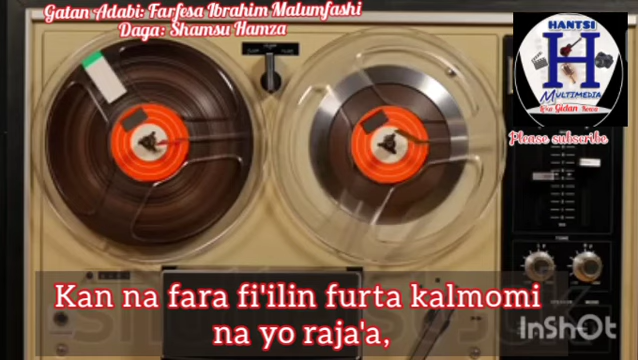 Gatan Adabi: Farfesa Ibrahim Malumfashi
Daga: Shamsu Hamza
HANTSI
H
MULTIMEDIA
Please subscribe
TONE
Kan na fara fi'ilin furta kalmomi
na yo raja'a,
InShot